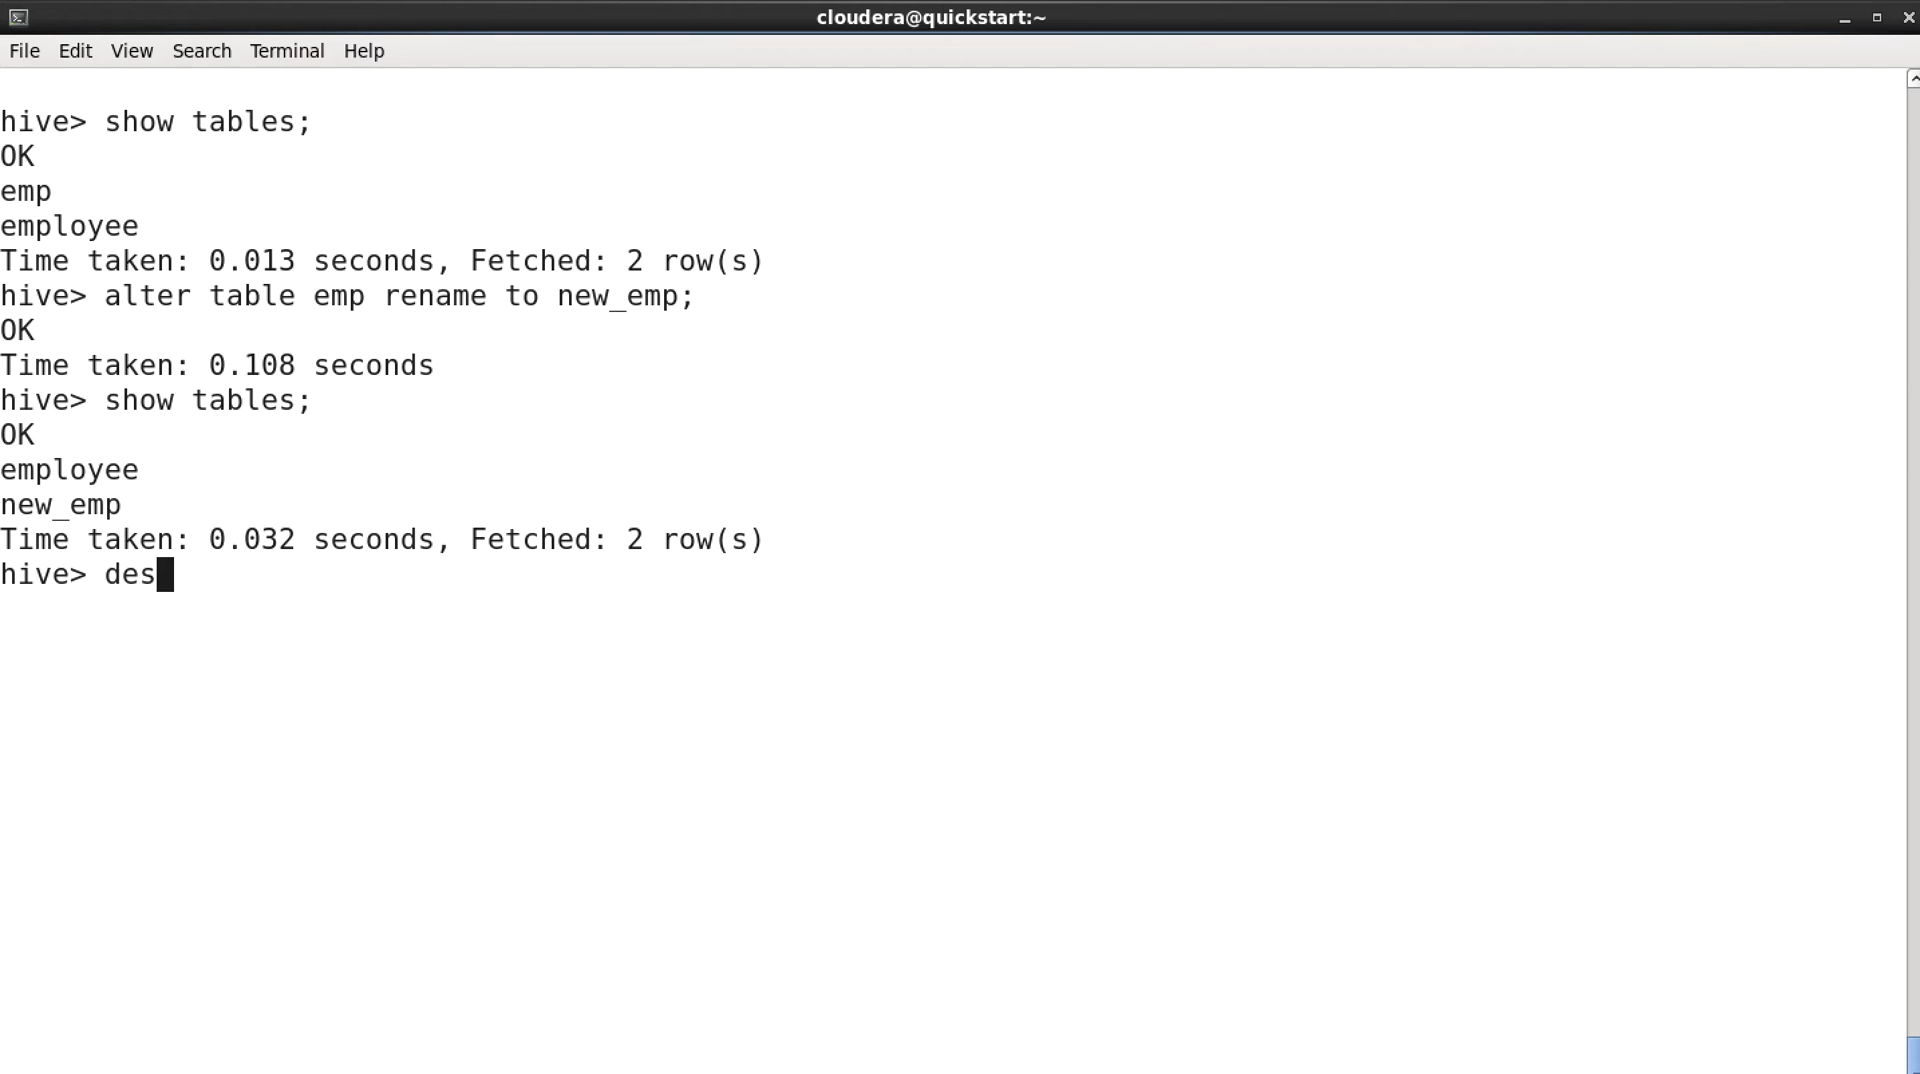 cloudera@quickstart:~
File Edit View Search Terminal Help
hive> show tables;
OK
emp
employee
Time taken: 0.013 seconds, Fetched: 2 row(s)
hive> alter table emp rename to new_emp;
OK
Time taken: 0.108 seconds
hive> show tables;
OK
employee
new_emp
Time taken: 0.032 seconds, Fetched: 2 row(s)
hive> des